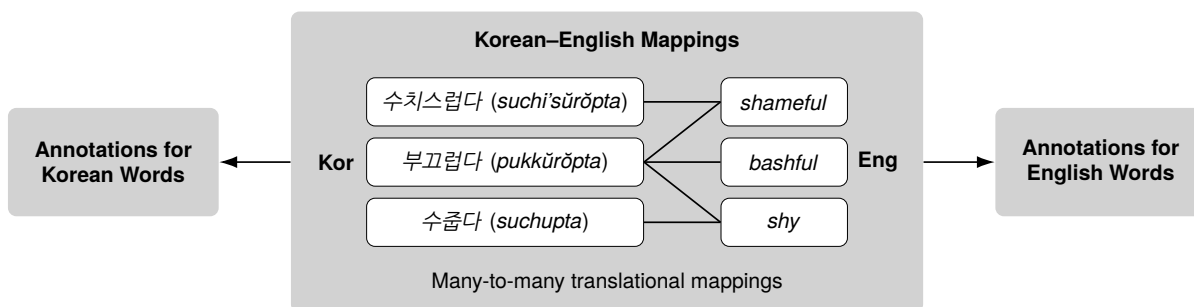 Korean–English Mappings
수치스럽다 (suchi'sŭrŏpta)
shameful
Annotations for
Korean Words
Kor
부끄럽다 (pukkŭrŏpta)
bashful
Eng
Annotations for
English Words
수줍다 (suchupta)
shy
Many-to-many translational mappings